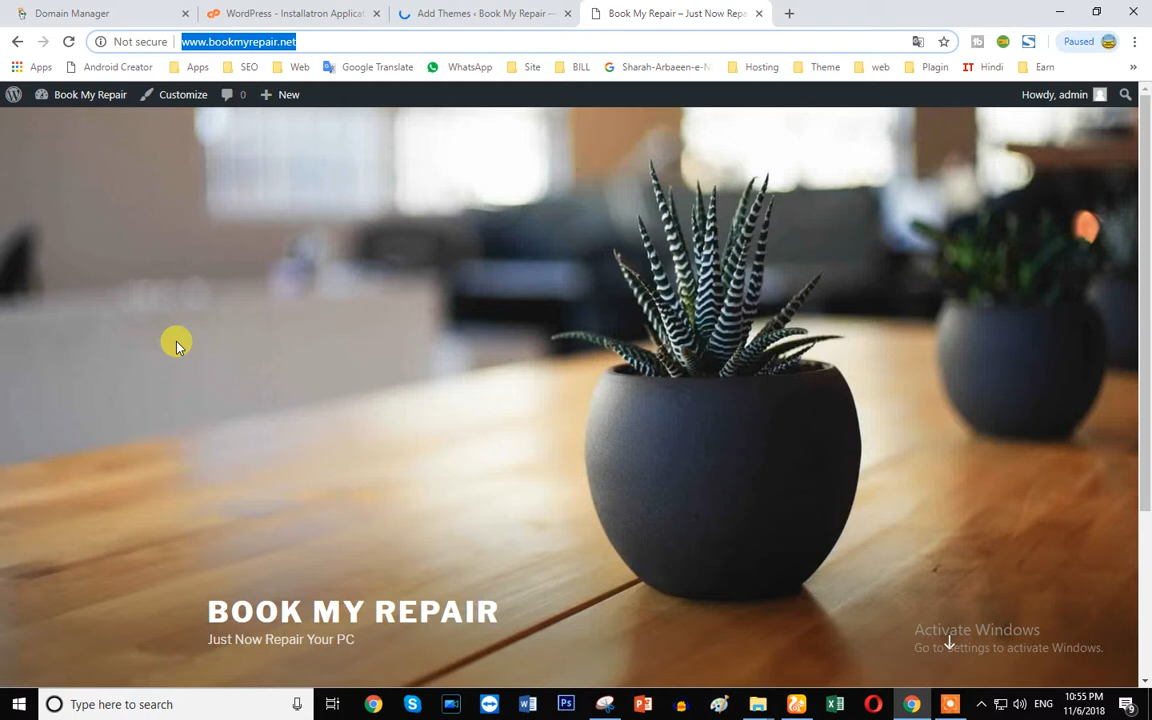 Domain Manager
WordPress - Installatron Applicat
Add Themes ‹ Book My Repair —
Book My Repair – Just Now Repa
Not secure
www.bookmyrepair.net
Paused
Apps
Android Creator
Apps
SEO
Web
Google Translate
WhatsApp
Site
BILL
Sharah-Arbaeen-e-N
Hosting
Theme
web
Plagin
IT
Hindi
Earn
»
Book My Repair
Customize
0
New
Howdy, admin
BOOK MY REPAIR
Just Now Repair Your PC
Activate Windows
Go to Settings to activate Windows.
Type here to search
ENG
10:55 PM
11/6/2018
9